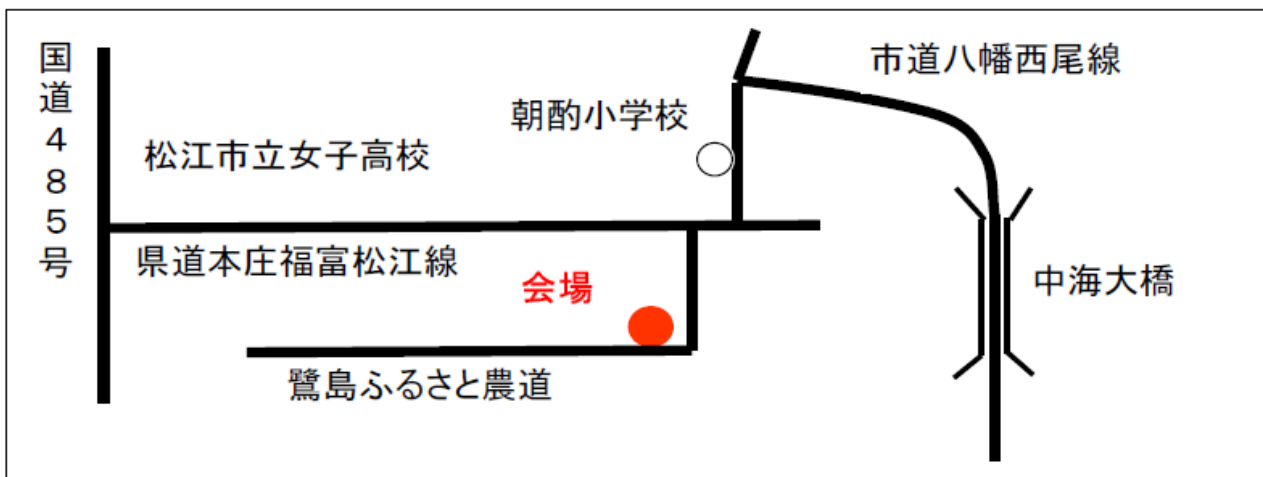 国道４８５号
市道八幡西尾線
朝酌小学校
松江市立女子高校
県道本庄福富松江線
会場
中海大橋
鷺島ふるさと農道